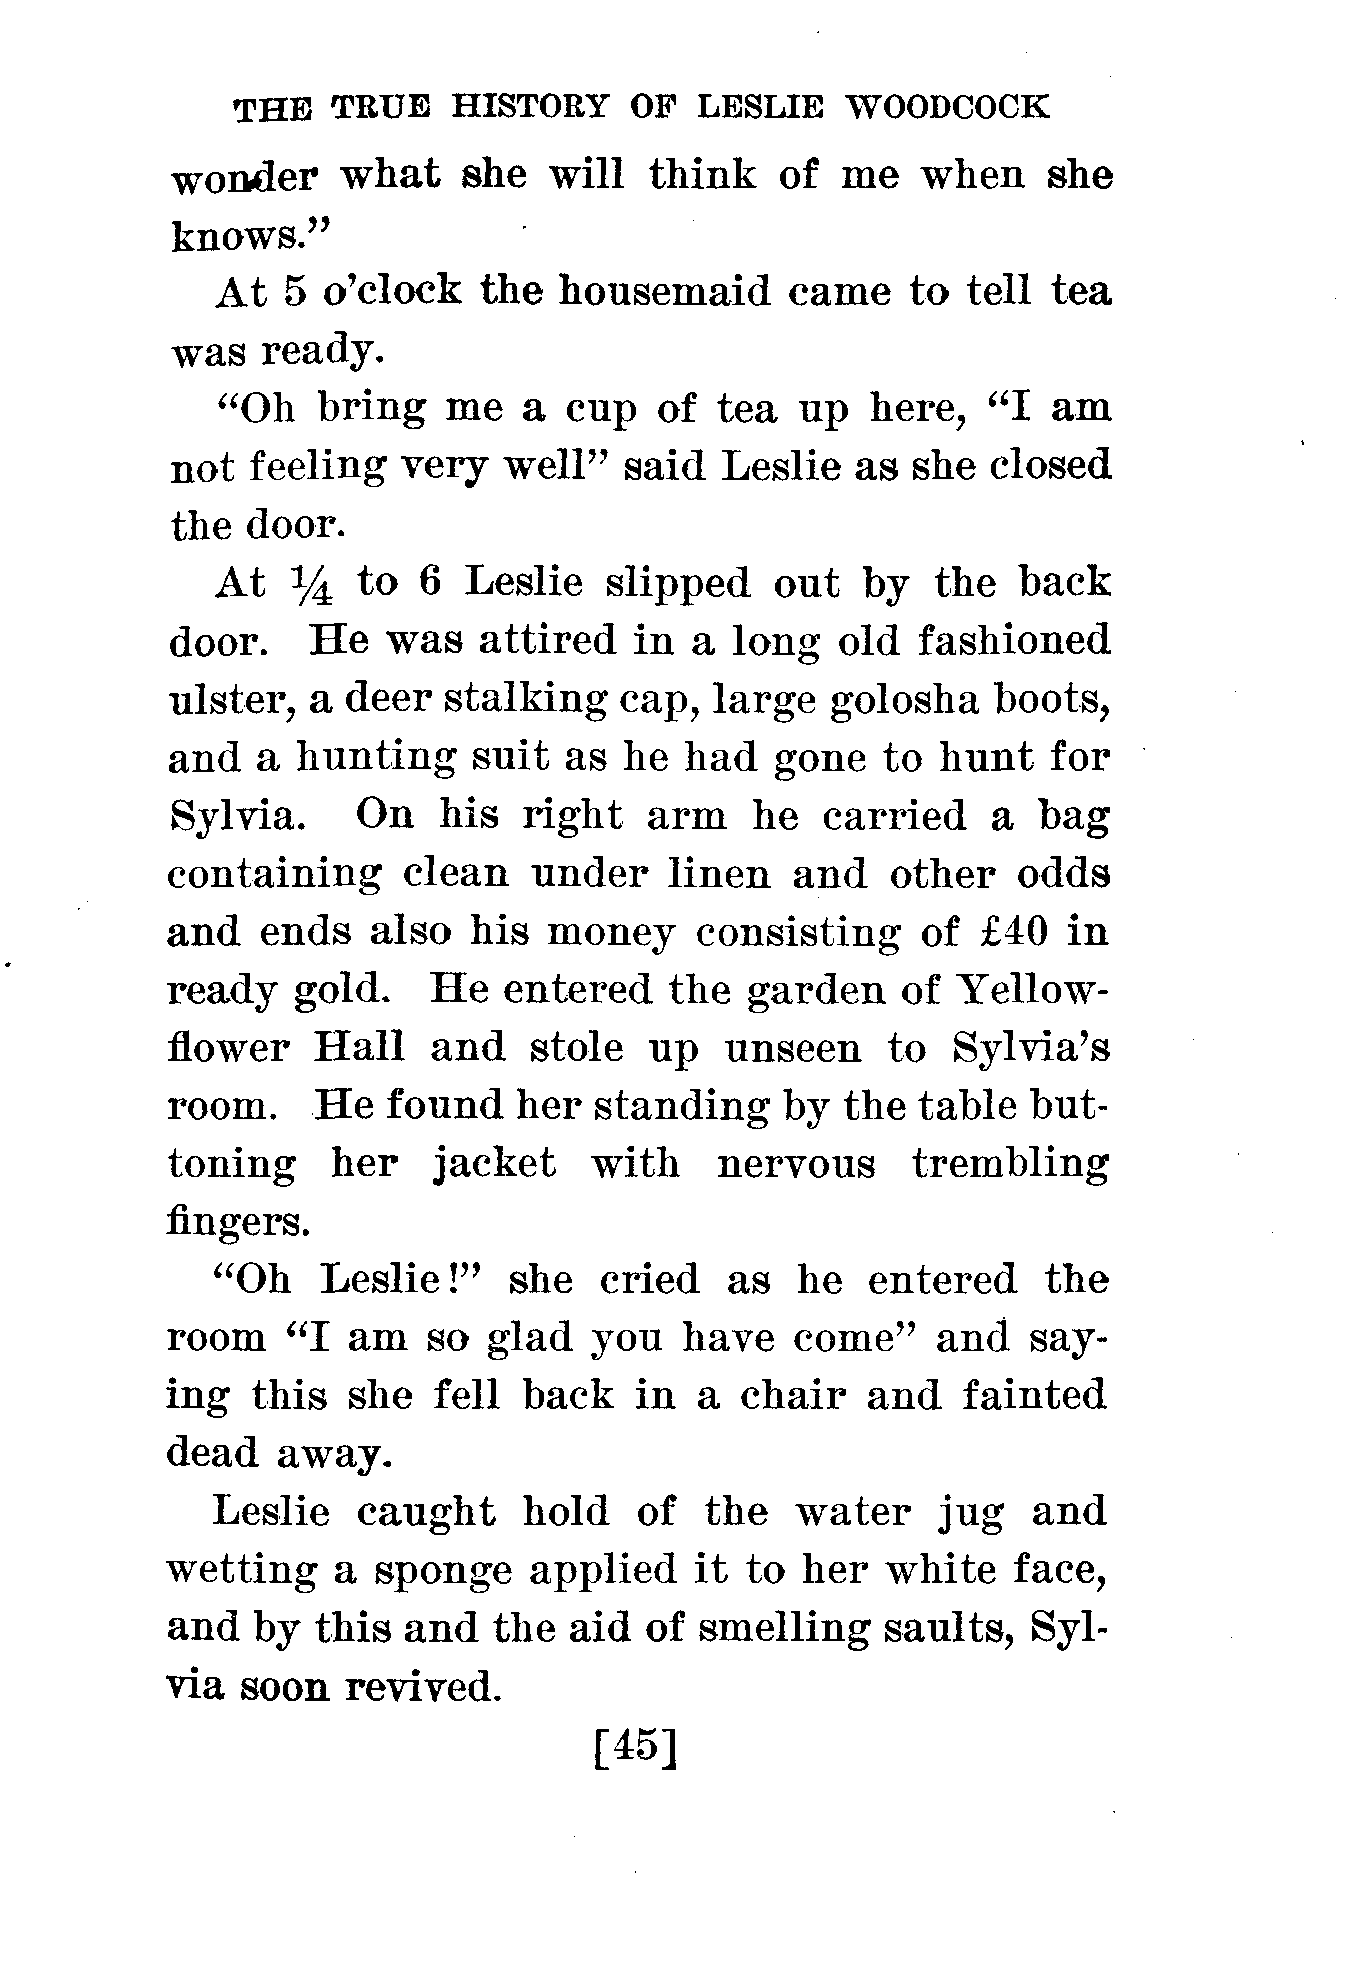 THE TRUE HISTORY OF LESLIE WOODCOCK
wonder what she will think of me when she
knows.”
At 5 o’clock the housemaid came to tell tea
was ready.
“Oh bring me a cup of tea up here, “I am
not feeling very well” said Leslie as she closed
the door.
At ¼ to 6 Leslie slipped out by the back
door. He was attired in a long old fashioned
ulster, a deer stalking cap, large golosha boots,
and a hunting suit as he had gone to hunt for
Sylvia. On his right arm he carried a bag
containing clean under linen and other odds
and ends also his money consisting of £40 in
ready gold. He entered the garden of Yellow-
flower Hall and stole up unseen to Sylvia’s
room. He found her standing by the table but-
toning her jacket with nervous trembling
fingers.
“Oh Leslie!” she cried as he entered the
room “I am so glad you have come” and say-
ing this she fell back in a chair and fainted
dead away.
Leslie caught hold of the water jug and
wetting a sponge applied it to her white face,
and by this and the aid of smelling saults, Syl-
via soon revived.
[45]